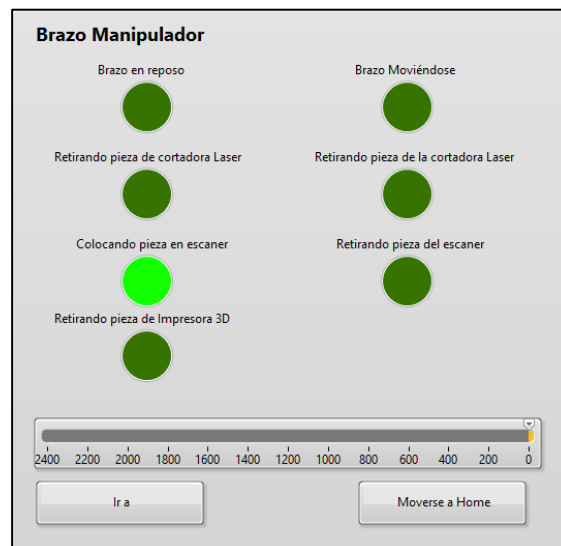 Brazo Manipulador
Brazo en reposo
Brazo Moviéndose
Retirando pieza de cortadora Laser
Retirando pieza de la cortadora Laser
Colocando pieza en escaner
Retirando pieza del escaner
Retirando pieza de Impresora 3D
2400 2200 2000 1800 1600 1400 1200 1000 800 600 400 200 0
Ir a
Moverse a Home